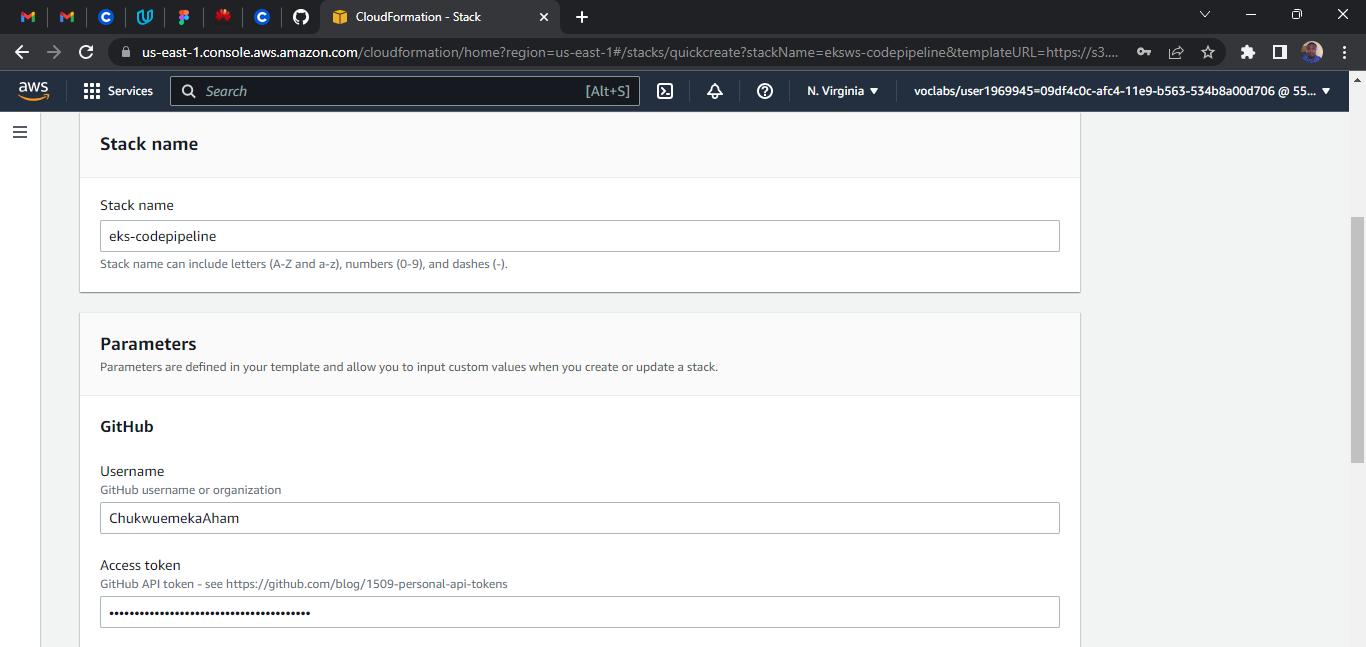 CloudFormation - Stack
us-east-1.console.aws.amazon.com/cloudformation/home?region=us-east-1#/stacks/quickcreate?stackName=eksws-codepipeline&templateURL=https://s3....
aws
Services
Search
[Alt+S]
N. Virginia
voclabs/user1969945=09df4c0c-afc4-11e9-b563-534b8a00d706 @ 55...
Stack name
Stack name
eks-codepipeline
Stack name can include letters (A-Z and a-z), numbers (0-9), and dashes (-).
Parameters
Parameters are defined in your template and allow you to input custom values when you create or update a stack.
GitHub
Username
GitHub username or organization
ChukwuemekaAham
Access token
GitHub API token - see https://github.com/blog/1509-personal-api-tokens